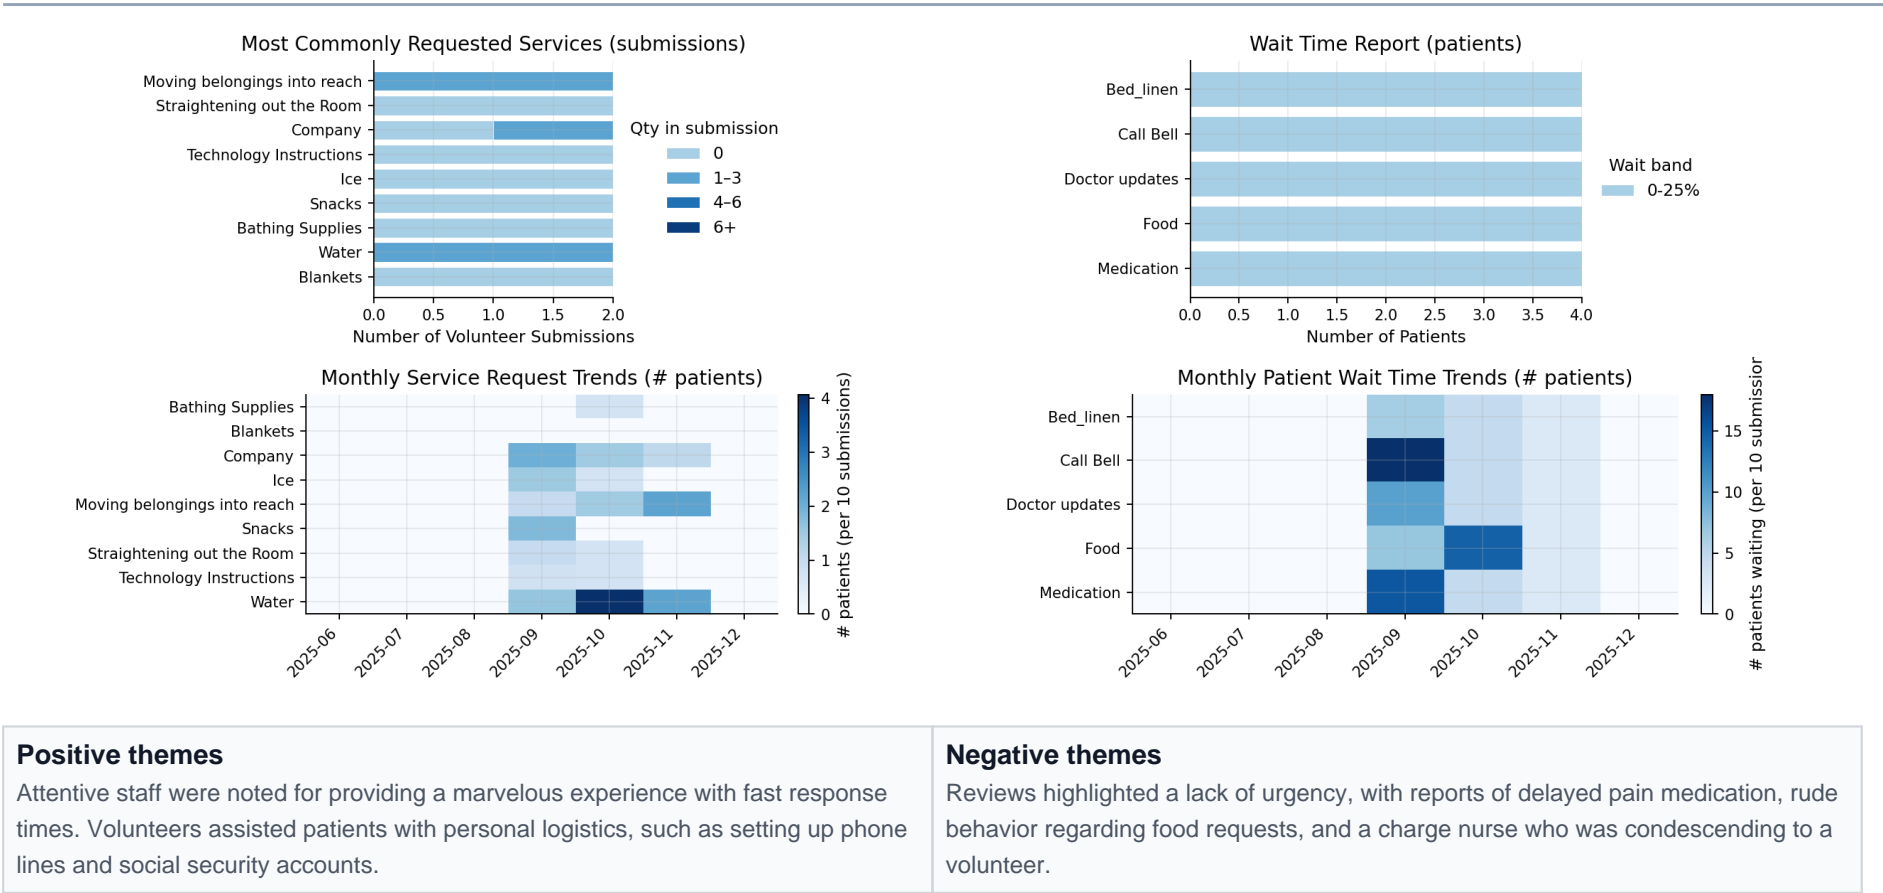 Most Commonly Requested Services (submissions)
Moving belongings into reach
Straightening out the Room
Company
Technology Instructions
Ice
Snacks
Bathing Supplies
Water
Blankets
0.0 0.5 1.0 1.5 2.0
Number of Volunteer Submissions
Qty in submission
0
1–3
4–6
6+
Wait Time Report (patients)
Bed_linen
Call Bell
Doctor updates
Food
Medication
0.0 0.5 1.0 1.5 2.0 2.5 3.0 3.5 4.0
Number of Patients
Wait band
0-25%
Monthly Service Request Trends (# patients)
Bathing Supplies
Blankets
Company
Ice
Moving belongings into reach
Snacks
Straightening out the Room
Technology Instructions
Water
2025-06 2025-07 2025-08 2025-09 2025-10 2025-11 2025-12
4
3
2
1
0
# patients (per 10 submissions)
Monthly Patient Wait Time Trends (# patients)
Bed_linen
Call Bell
Doctor updates
Food
Medication
2025-06 2025-07 2025-08 2025-09 2025-10 2025-11 2025-12
15
10
5
0
# patients waiting (per 10 submission
Positive themes
Attentive staff were noted for providing a marvelous experience with fast response
times. Volunteers assisted patients with personal logistics, such as setting up phone
lines and social security accounts.
Negative themes
Reviews highlighted a lack of urgency, with reports of delayed pain medication, rude
behavior regarding food requests, and a charge nurse who was condescending to a
volunteer.